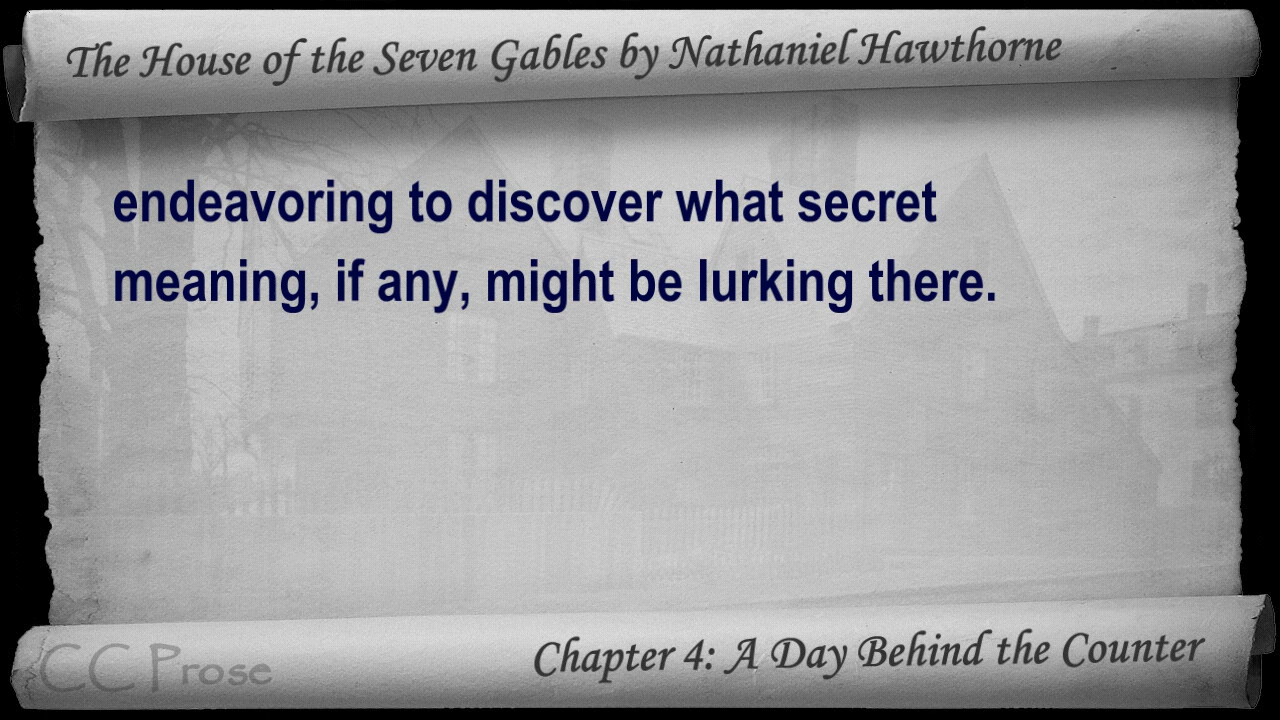 The House of the Seven Gables by Nathaniel Hawthorne
endeavoring to discover what secret
meaning, if any, might be lurking there.
CC Prose
Chapter 4: A Day Behind the Counter